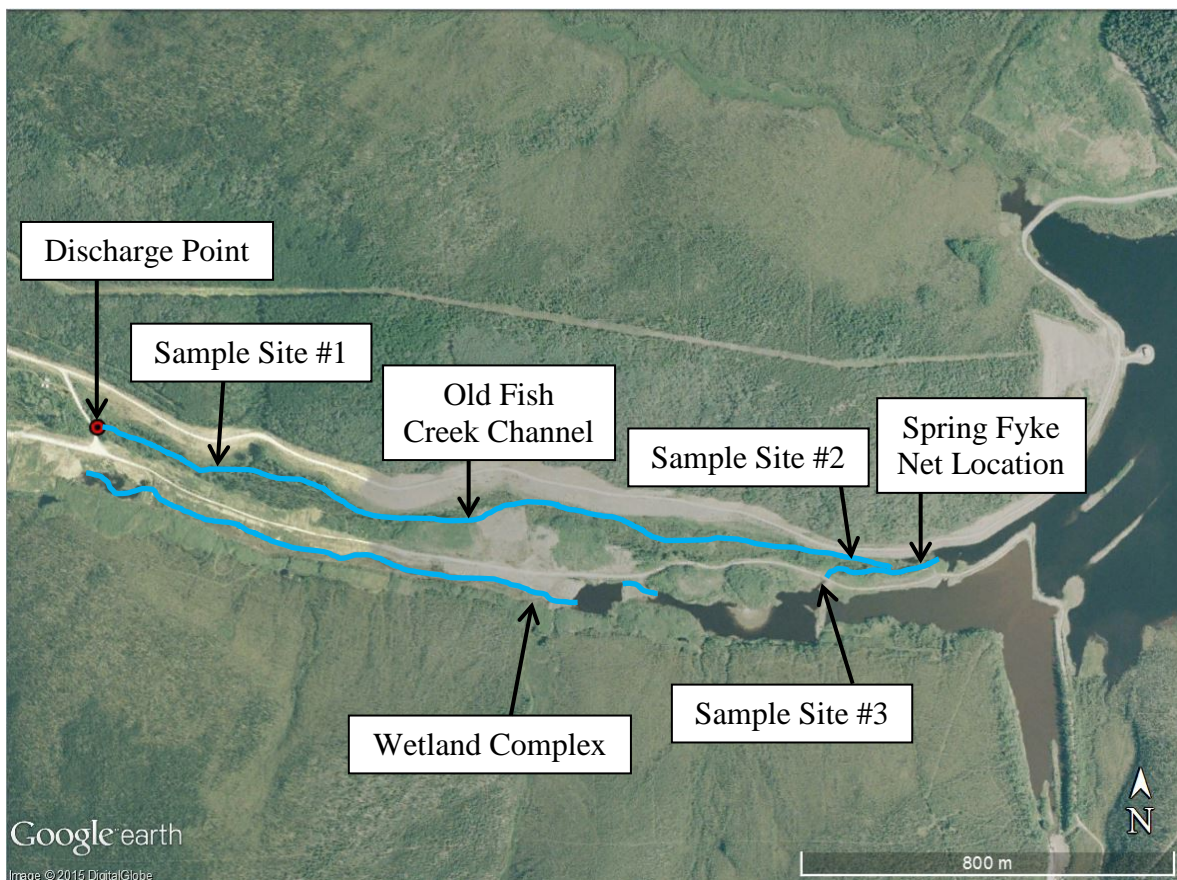 Discharge Point
Sample Site #1
Old Fish
Creek Channel
Sample Site #2
Spring Fyke
Net Location
Wetland Complex
Sample Site #3
N
Google earth
800 m
Image © 2015 DigitalGlobe